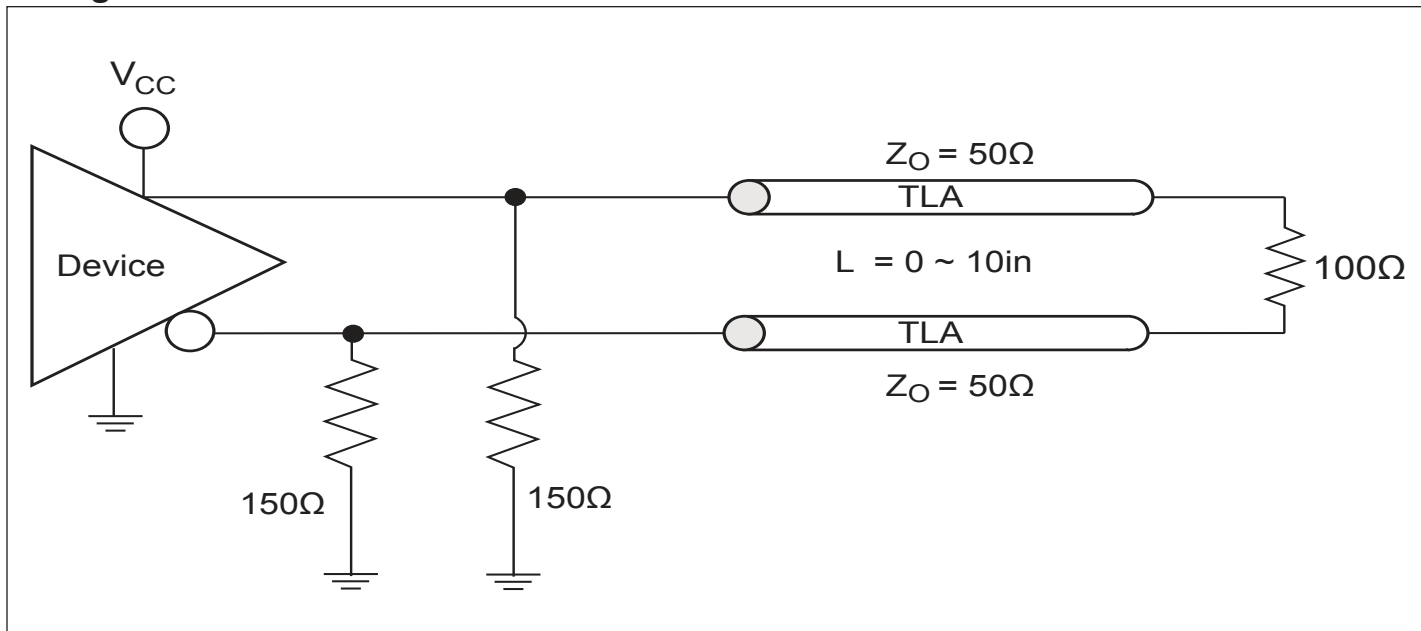 V_CC
Z_O = 50Ω
TLA
Device
L = 0 ~ 10in
100Ω
TLA
Z_O = 50Ω
150Ω
150Ω